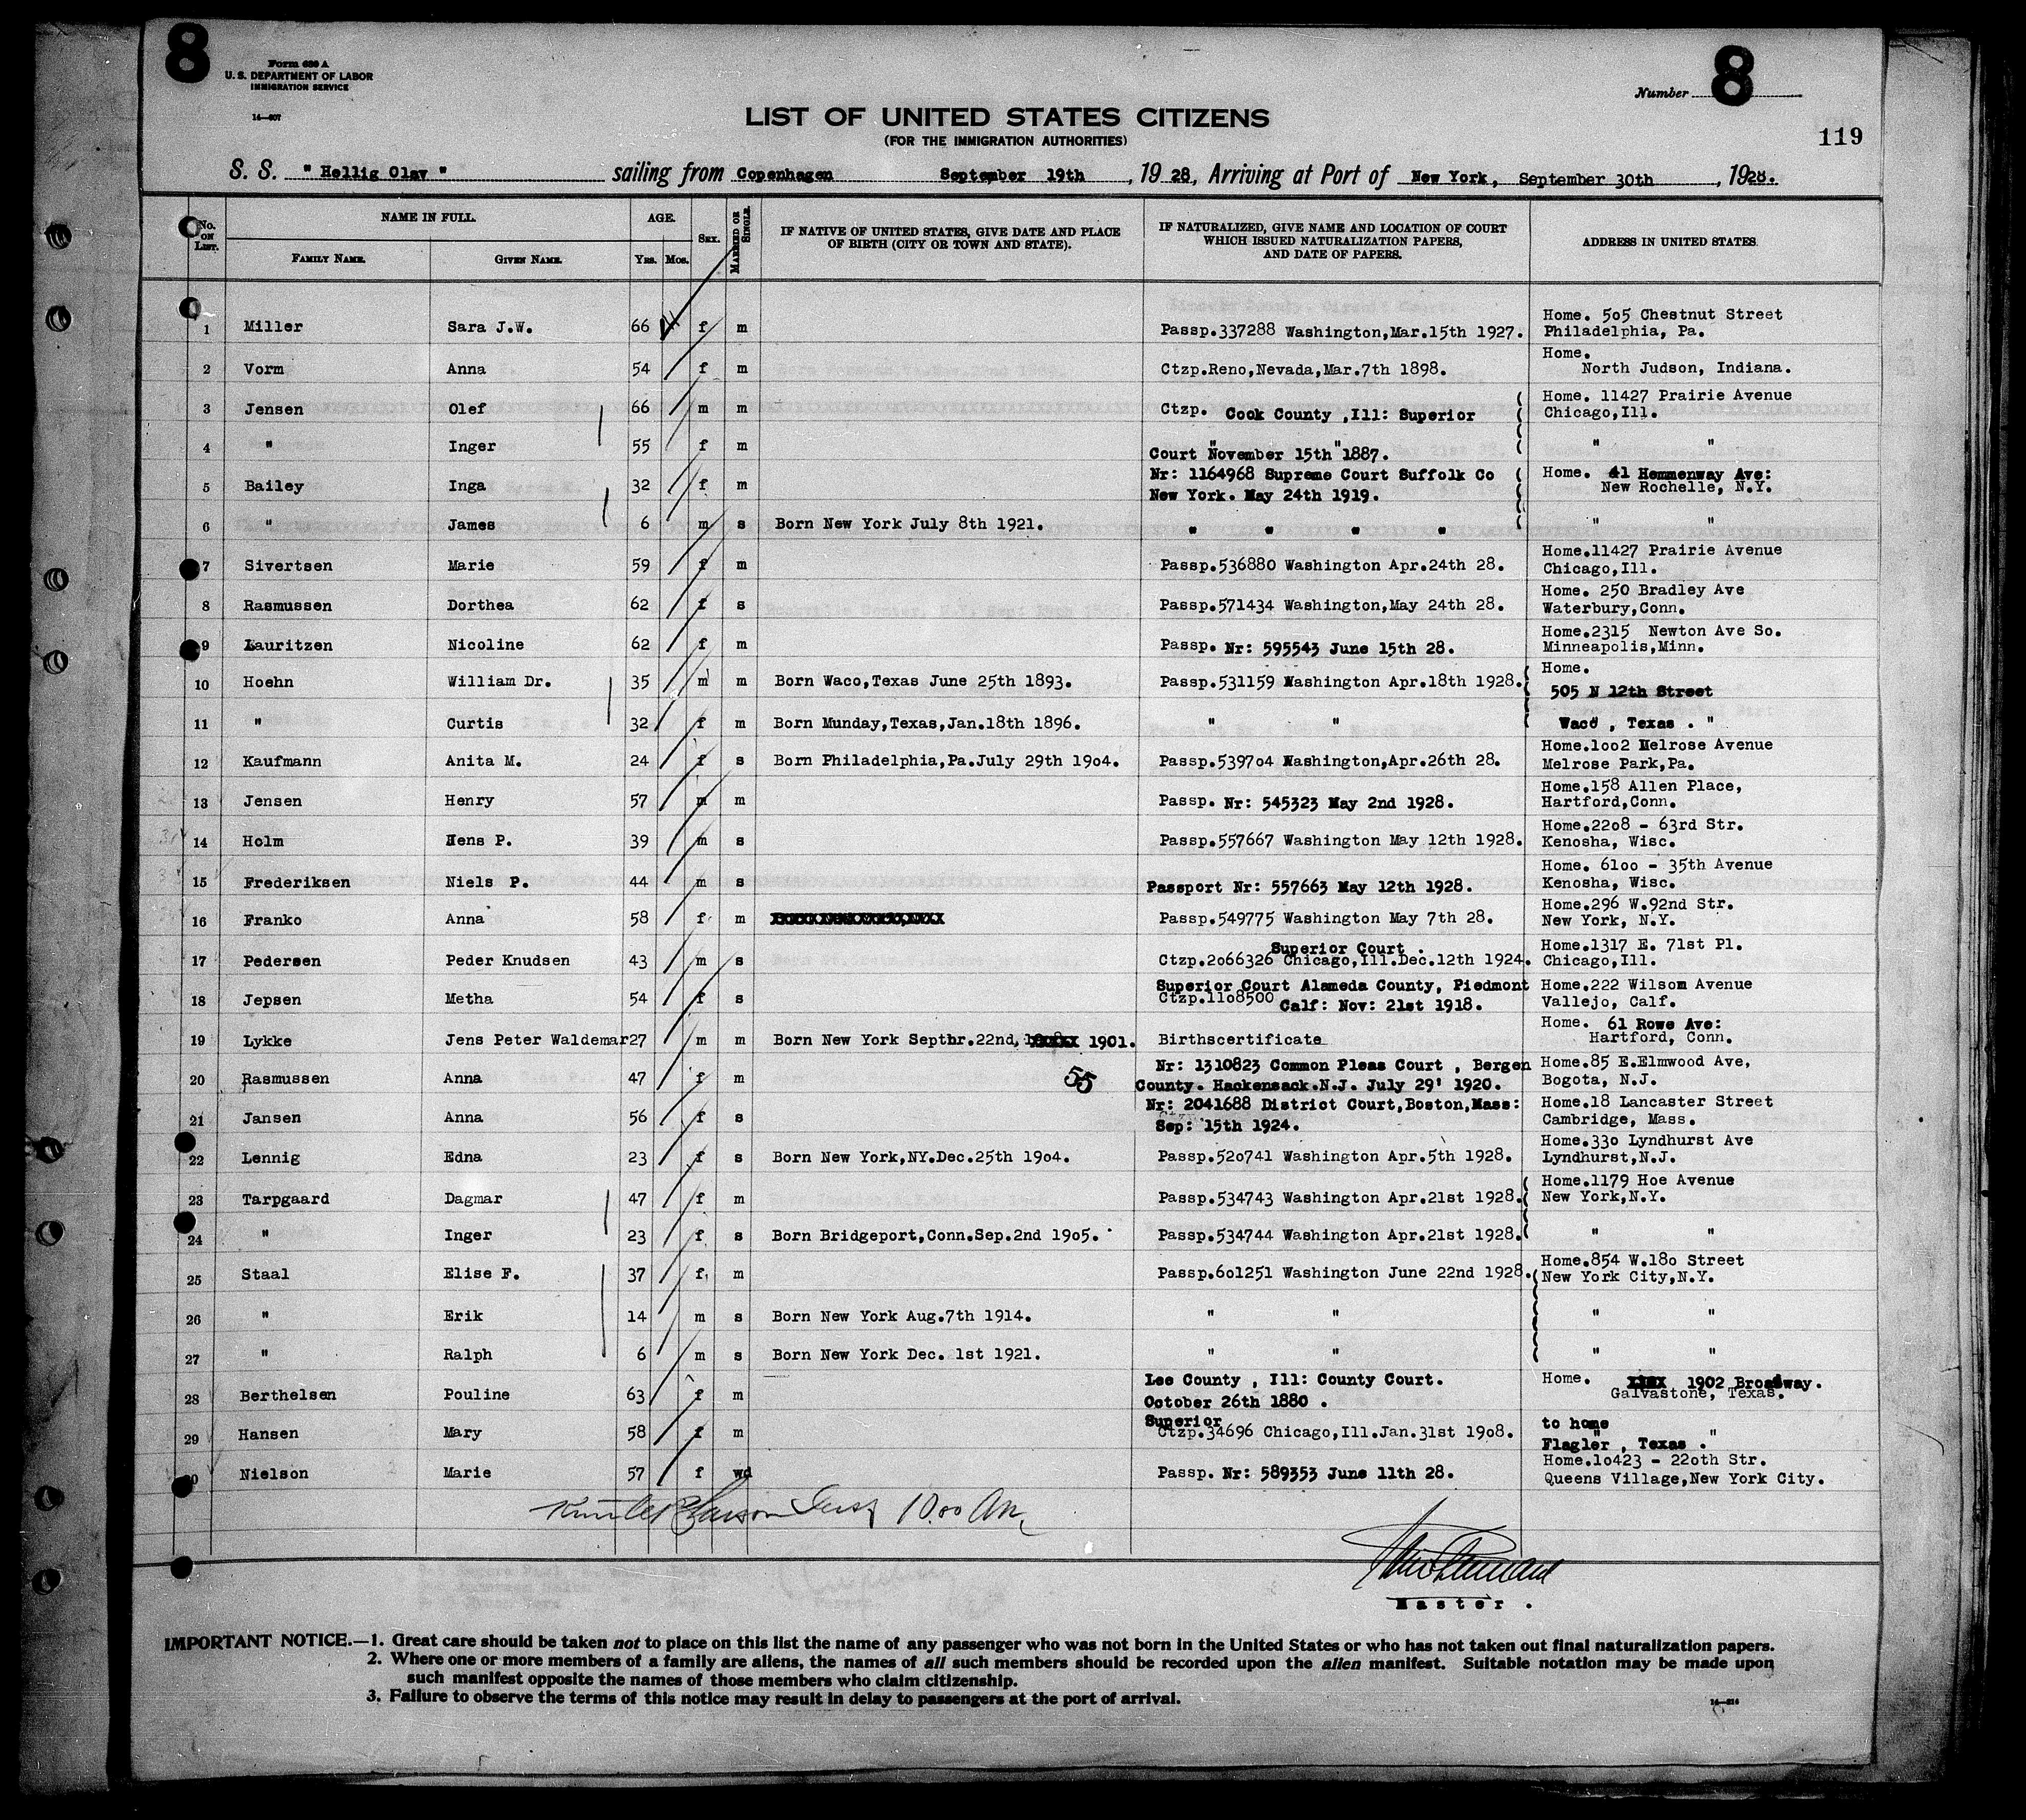 8
Form 630 A
U. S. DEPARTMENT OF LABOR
IMMIGRATION SERVICE
14—607
Number 8
119
LIST OF UNITED STATES CITIZENS
(FOR THE IMMIGRATION AUTHORITIES)
S. S. " Hellig Olav " sailing from Copenhagen September 19th, 1928, Arriving at Port of New York, September 30th, 1928.
No. ON LIST. NAME IN FULL. AGE. SEX. MARRIED OR SINGLE. IF NATIVE OF UNITED STATES, GIVE DATE AND PLACE OF BIRTH (CITY OR TOWN AND STATE). IF NATURALIZED, GIVE NAME AND LOCATION OF COURT WHICH ISSUED NATURALIZATION PAPERS, AND DATE OF PAPERS. ADDRESS IN UNITED STATES.
FAMILY NAME. GIVEN NAME. YRS. MOS.
1 Miller Sara J.W. 66 f m Passp.337288 Washington,Mar.15th 1927. Home. 505 Chestnut Street Philadelphia, Pa.
2 Vorm Anna 54 f m Ctzp.Reno,Nevada,Mar.7th 1898. Home. North Judson, Indiana.
3 Jensen Olef 66 m m Ctzp. Cook County ,Ill: Superior Home. 11427 Prairie Avenue Chicago,Ill.
4 " Inger 55 f m " " Court November 15th 1887. " "
5 Bailey Inga 32 f m Nr: 1164968 Supreme Court Suffolk Co New York. May 24th 1919. Home. 41 Hemmenway Ave: New Rochelle, N.Y.
6 " James 6 m s Born New York July 8th 1921. " " " " " "
7 Sivertsen Marie 59 f m Passp.536880 Washington Apr.24th 28. Home.11427 Prairie Avenue Chicago,Ill.
8 Rasmussen Dorthea 62 f s Passp.571434 Washington,May 24th 28. Home. 250 Bradley Ave Waterbury,Conn.
9 Lauritzen Nicoline 62 f m Passp. Nr: 595543 June 15th 28. Home.2315 Newton Ave So. Minneapolis,Minn.
10 Hoehn William Dr. 35 m m Born Waco,Texas June 25th 1893. Passp.531159 Washington Apr.18th 1928. Home. 505 N 12th Street
11 " Curtis 32 f m Born Munday,Texas,Jan.18th 1896. " " Waco , Texas . "
12 Kaufmann Anita M. 24 f s Born Philadelphia,Pa.July 29th 1904. Passp.539704 Washington,Apr.26th 28. Home.1002 Melrose Avenue Melrose Park,Pa.
13 Jensen Henry 57 m m Passp. Nr: 545323 May 2nd 1928. Home.158 Allen Place, Hartford,Conn.
14 Holm Hens P. 39 m s Passp.557667 Washington May 12th 1928. Home.2208 - 63rd Str. Kenosha, Wisc.
15 Frederiksen Niels P. 44 m s Passport Nr: 557663 May 12th 1928. Home. 6100 - 35th Avenue Kenosha, Wisc.
16 Franko Anna 58 f m Passp.549775 Washington May 7th 28. Home.296 W.92nd Str. New York, N.Y.
17 Pedersen Peder Knudsen 43 m s Superior Court . Ctzp.2066326 Chicago,Ill.Dec.12th 1924. Home.1317 E. 71st Pl. Chicago,Ill.
18 Jepsen Metha 54 f s Superior Court Alameda County, Piedmont Ctzp.1108500 Calf: Nov: 21st 1918. Home.222 Wilsom Avenue Vallejo, Calf.
19 Lykke Jens Peter Waldemar 27 m m Born New York Septbr.22nd, 1901. Birthscertificate Home. 61 Rowe Ave: Hartford, Conn.
20 Rasmussen Anna 47 f m 55 Nr: 1310823 Common Pleas Court , Bergen County. Hackensack.N.J. July 29' 1920. Home.85 E.Elmwood Ave, Bogota, N.J.
21 Jansen Anna 56 f s Nr: 2041688 District Court,Boston,Mass: Sep: 15th 1924. Home.18 Lancaster Street Cambridge, Mass.
22 Lennig Edna 23 f s Born New York,NY.Dec.25th 1904. Passp.520741 Washington Apr.5th 1928. Home.330 Lyndhurst Ave Lyndhurst,N.J.
23 Tarpgaard Dagmar 47 f m Passp.534743 Washington Apr.21st 1928. Home.1179 Hoe Avenue New York,N.Y.
24 " Inger 23 f s Born Bridgeport,Conn.Sep.2nd 1905. Passp.534744 Washington Apr.21st 1928. " "
25 Staal Elise F. 37 f m Passp.601251 Washington June 22nd 1928. Home.854 W.180 Street New York City,N.Y.
26 " Erik 14 m s Born New York Aug.7th 1914. " " " "
27 " Ralph 6 m s Born New York Dec. 1st 1921. " " " "
28 Berthelsen Pouline 63 f m Lee County , Ill: County Court. October 26th 1880 . Home. 1902 Broadway. Galvastone, Texas.
29 Hansen Mary 58 f m Superior Ctzp.34696 Chicago,Ill.Jan.31st 1908. to home " " Flagler , Texas .
30 Nielson Marie 57 f wd Passp. Nr: 589353 June 11th 28. Home.10423 - 220th Str. Queens Village,New York City.
10.00 Am
Master .
IMPORTANT NOTICE.—1. Great care should be taken not to place on this list the name of any passenger who was not born in the United States or who has not taken out final naturalization papers.
2. Where one or more members of a family are aliens, the names of all such members should be recorded upon the alien manifest. Suitable notation may be made upon
such manifest opposite the names of those members who claim citizenship.
3. Failure to observe the terms of this notice may result in delay to passengers at the port of arrival.